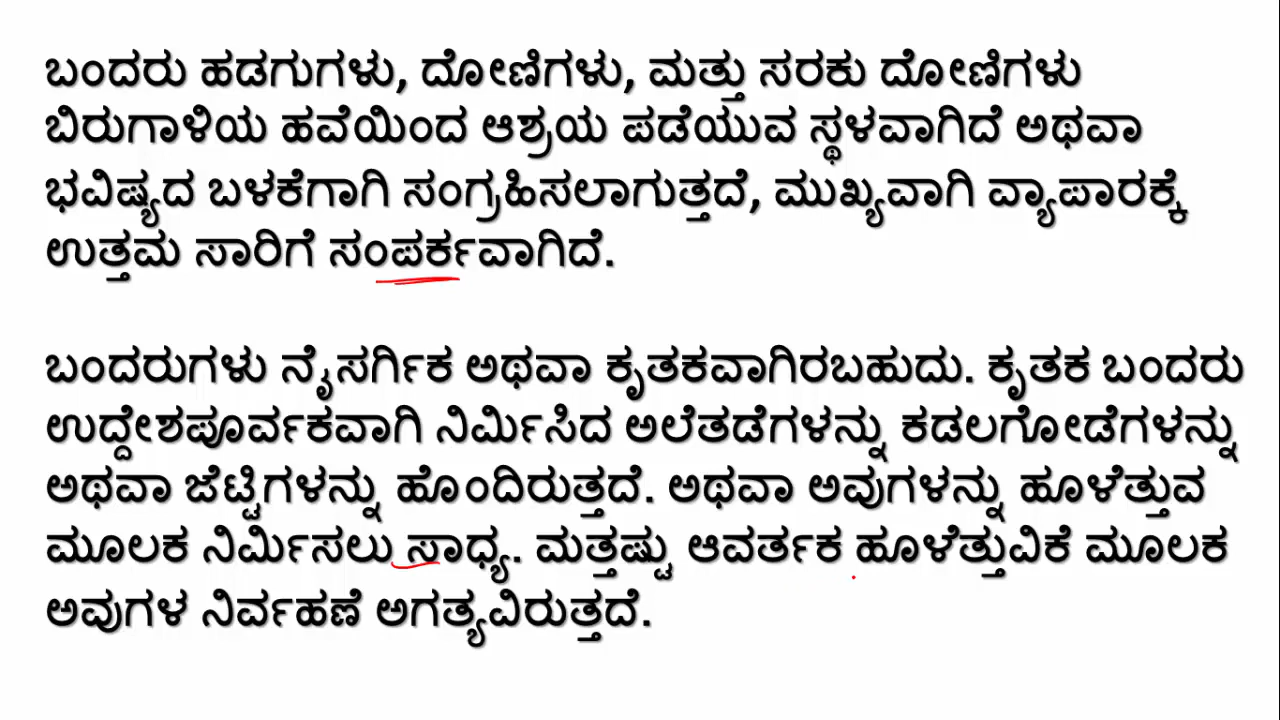 ಬಂದರು ಹಡಗುಗಳು, ದೋಣಿಗಳು, ಮತ್ತು ಸರಕು ದೋಣಿಗಳು
ಬಿರುಗಾಳಿಯ ಹವೆಯಿಂದ ಆಶ್ರಯ ಪಡೆಯುವ ಸ್ಥಳವಾಗಿದೆ ಅಥವಾ
ಭವಿಷ್ಯದ ಬಳಕೆಗಾಗಿ ಸಂಗ್ರಹಿಸಲಾಗುತ್ತದೆ, ಮುಖ್ಯವಾಗಿ ವ್ಯಾಪಾರಕ್ಕೆ
ಉತ್ತಮ ಸಾರಿಗೆ ಸಂಪರ್ಕವಾಗಿದೆ.
ಬಂದರುಗಳು ನೈಸರ್ಗಿಕ ಅಥವಾ ಕೃತಕವಾಗಿರಬಹುದು. ಕೃತಕ ಬಂದರು
ಉದ್ದೇಶಪೂರ್ವಕವಾಗಿ ನಿರ್ಮಿಸಿದ ಅಲೆತಡೆಗಳನ್ನು ಕಡಲಗೋಡೆಗಳನ್ನು
ಅಥವಾ ಜೆಟ್ಟಿಗಳನ್ನು ಹೊಂದಿರುತ್ತದೆ. ಅಥವಾ ಅವುಗಳನ್ನು ಹೂಳೆತ್ತುವ
ಮೂಲಕ ನಿರ್ಮಿಸಲು ಸಾಧ್ಯ. ಮತ್ತಷ್ಟು ಆವರ್ತಕ ಹೂಳೆತ್ತುವಿಕೆ ಮೂಲಕ
ಅವುಗಳ ನಿರ್ವಹಣೆ ಅಗತ್ಯವಿರುತ್ತದೆ.